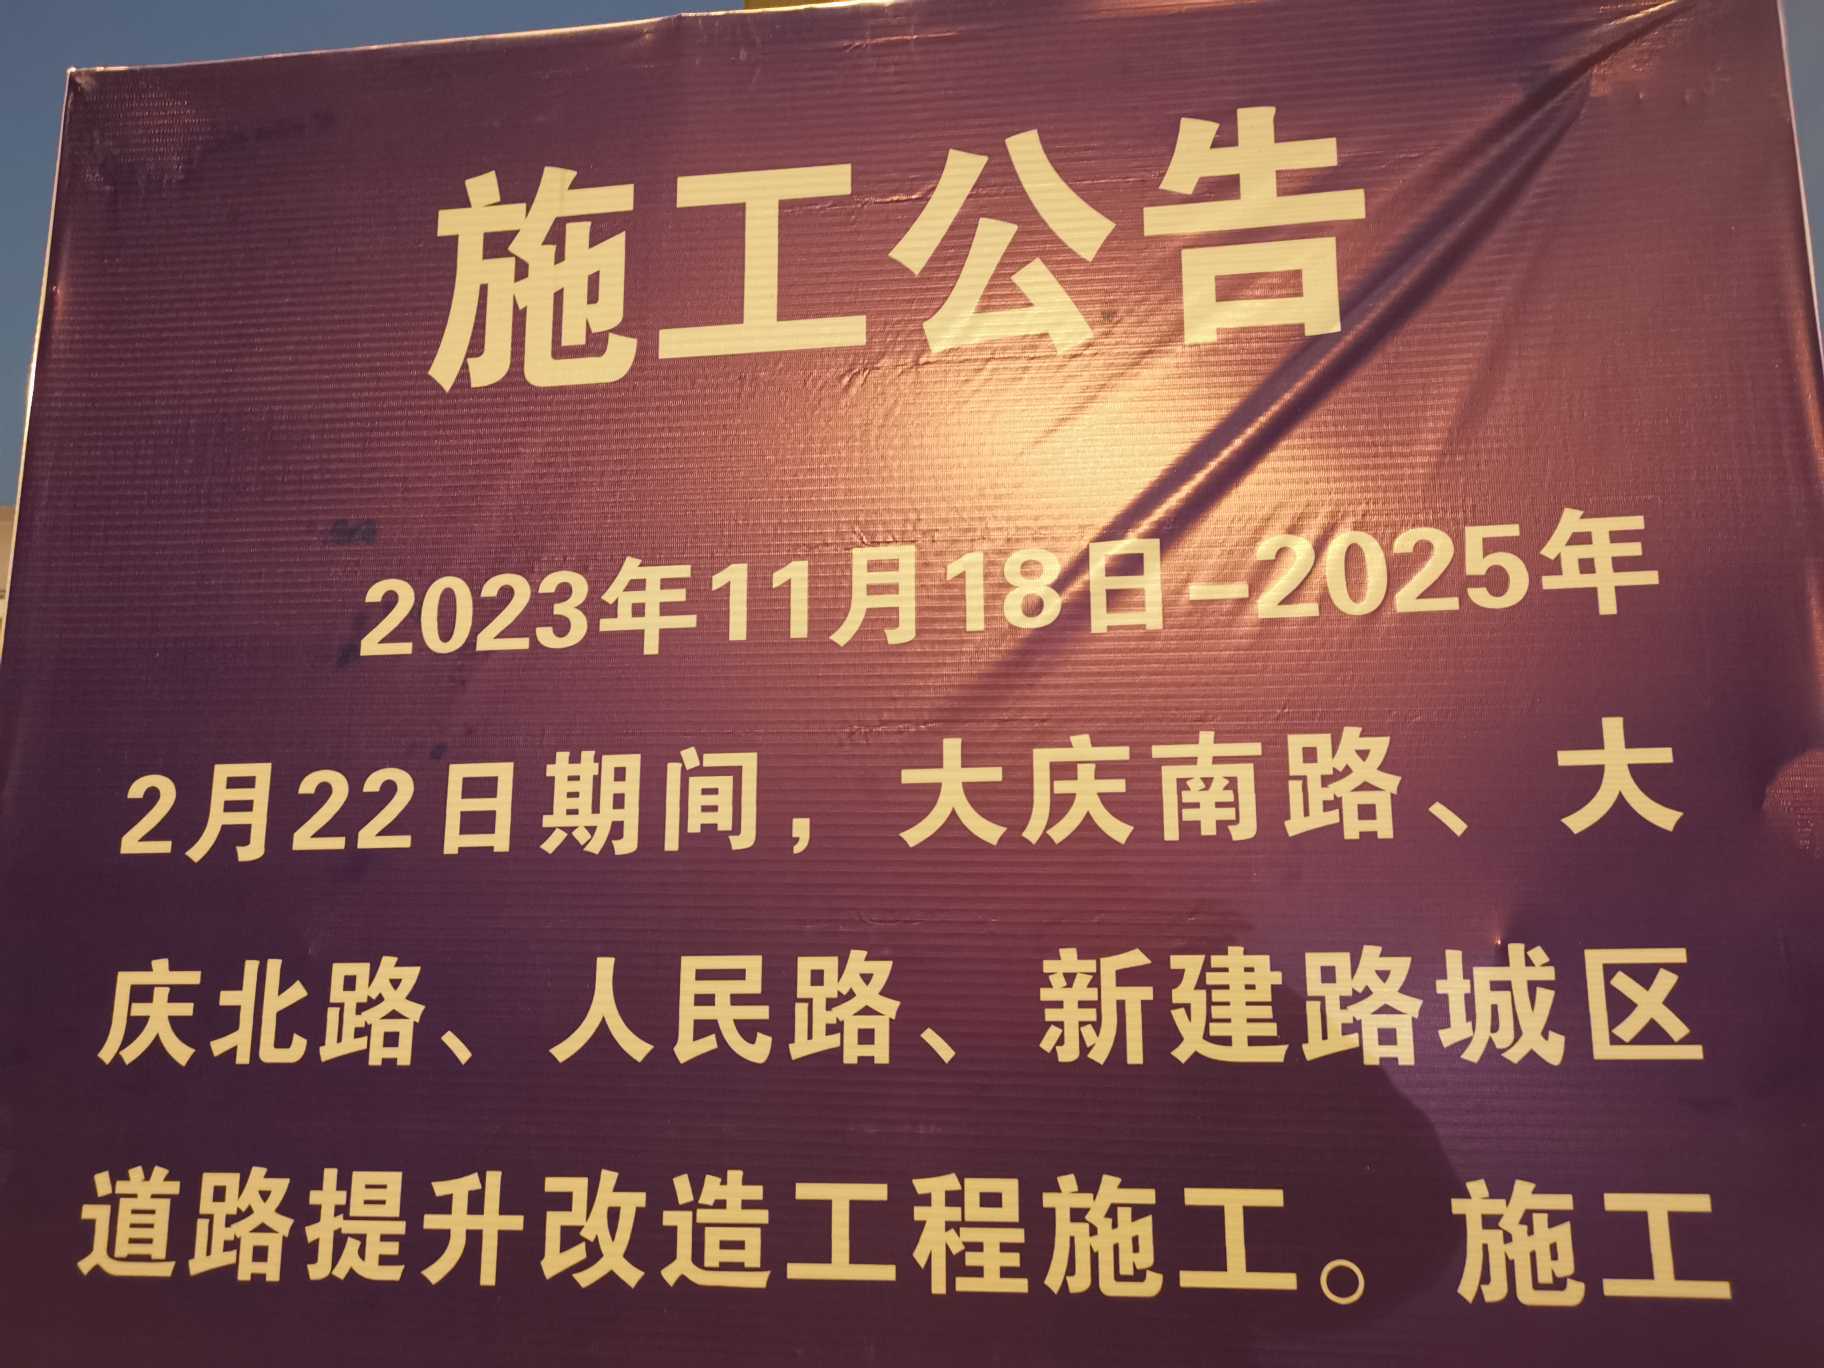 施工公告
2023年11月18日-2025年
2月22日期间，大庆南路、大
庆北路、人民路、新建路城区
道路提升改造工程施工。施工